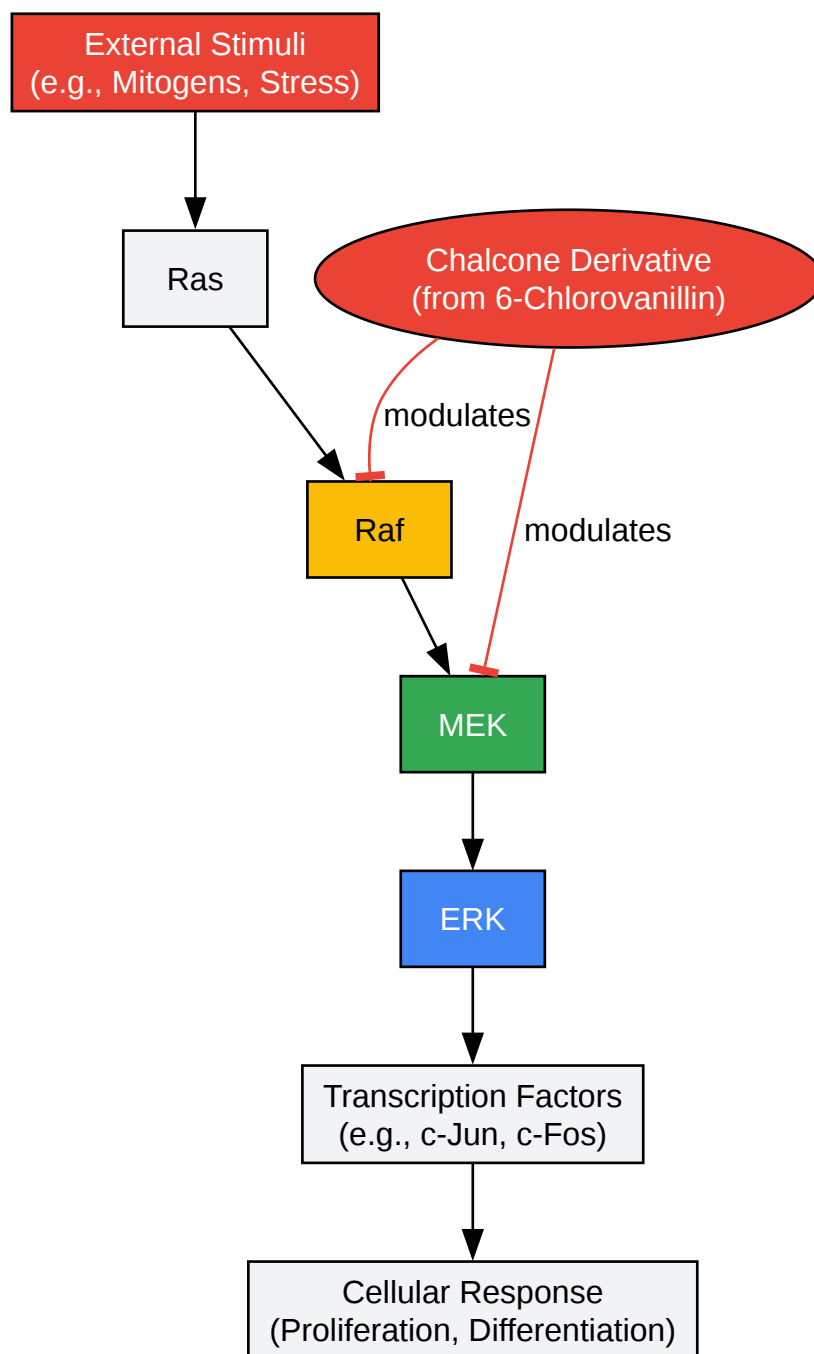 External Stimuli
(e.g., Mitogens, Stress)
Ras
Chalcone Derivative
(from 6-Chlorovanillin)
modulates
Raf
modulates
MEK
ERK
Transcription Factors
(e.g., c-Jun, c-Fos)
Cellular Response
(Proliferation, Differentiation)